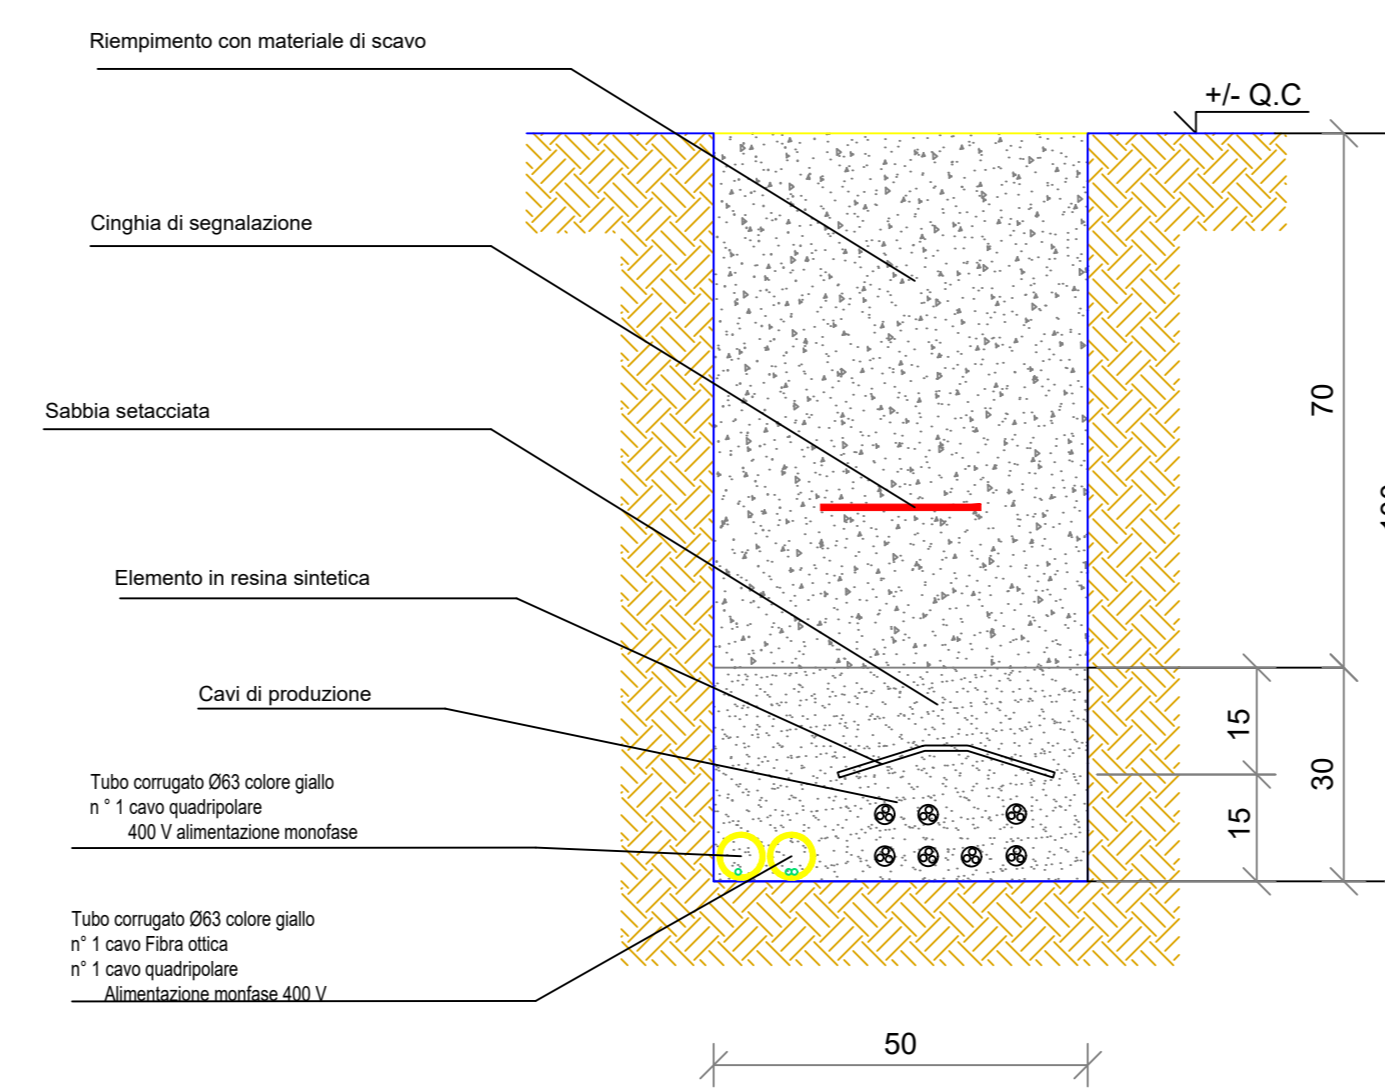 Riempimento con materiale di scavo
+/- Q.C
Cinghia di segnalazione
70
Sabbia setacciata
Elemento in resina sintetica
Cavi di produzione
15
30
15
Tubo corrugato Ø63 colore giallo
n ° 1 cavo quadripolare
400 V alimentazione monofase
Tubo corrugato Ø63 colore giallo
n° 1 cavo Fibra ottica
n° 1 cavo quadripolare
Alimentazione monfase 400 V
50